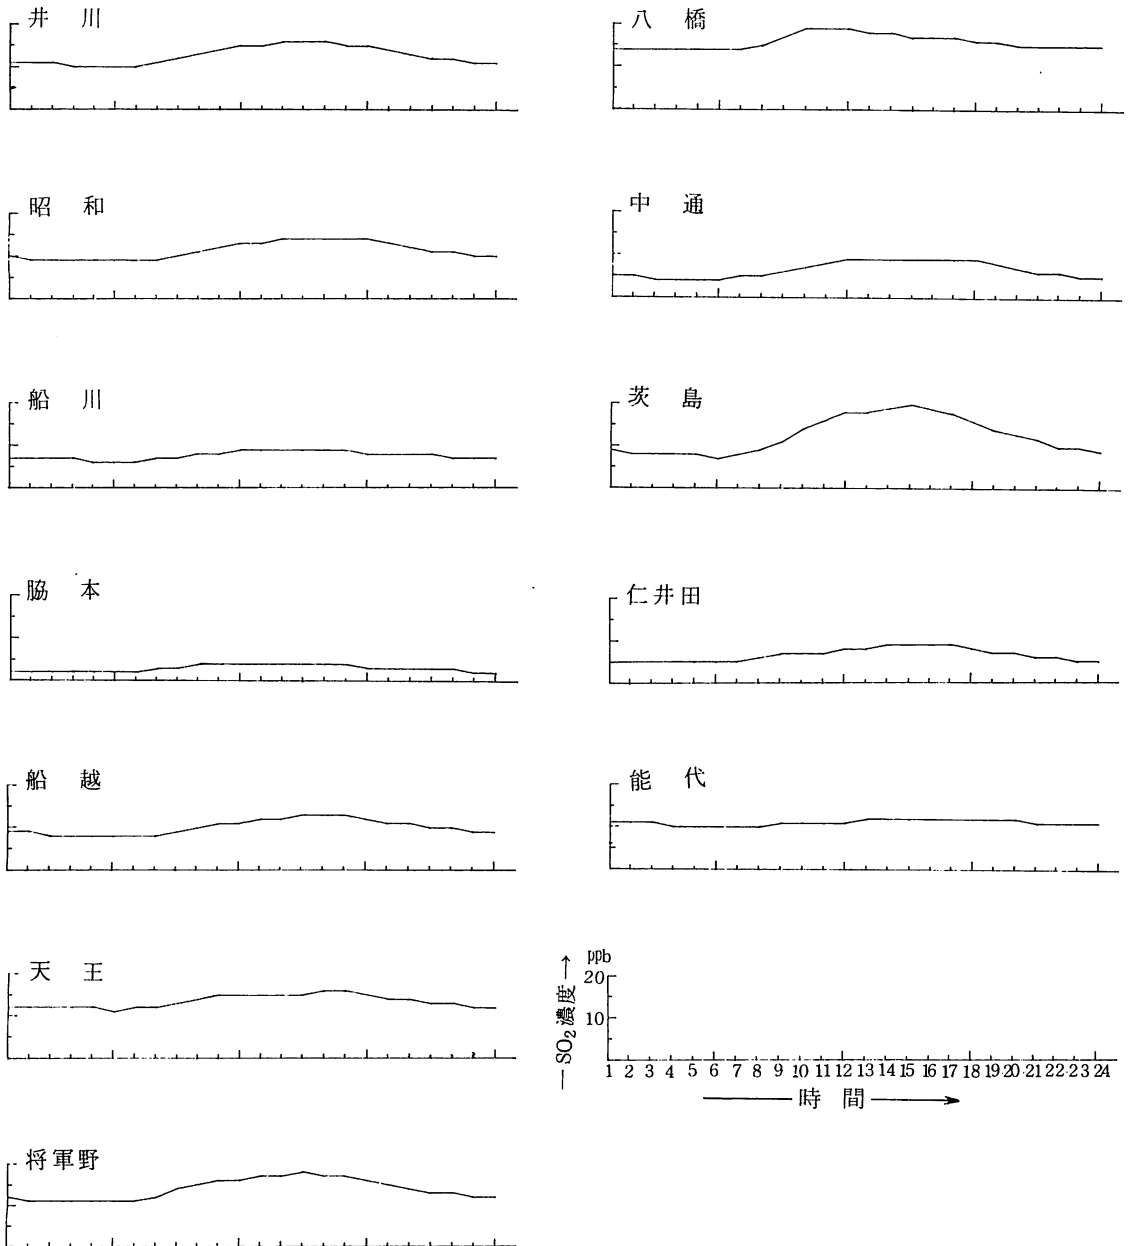 井川
昭和
船川
脇本
船越
天王
将軍野
八橋
中通
茨島
仁井田
能代
ppb
20
10
—SO₂濃度→
1 2 3 4 5 6 7 8 9 10 11 12 13 14 15 16 17 18 19 20 21 22 23 24
時間